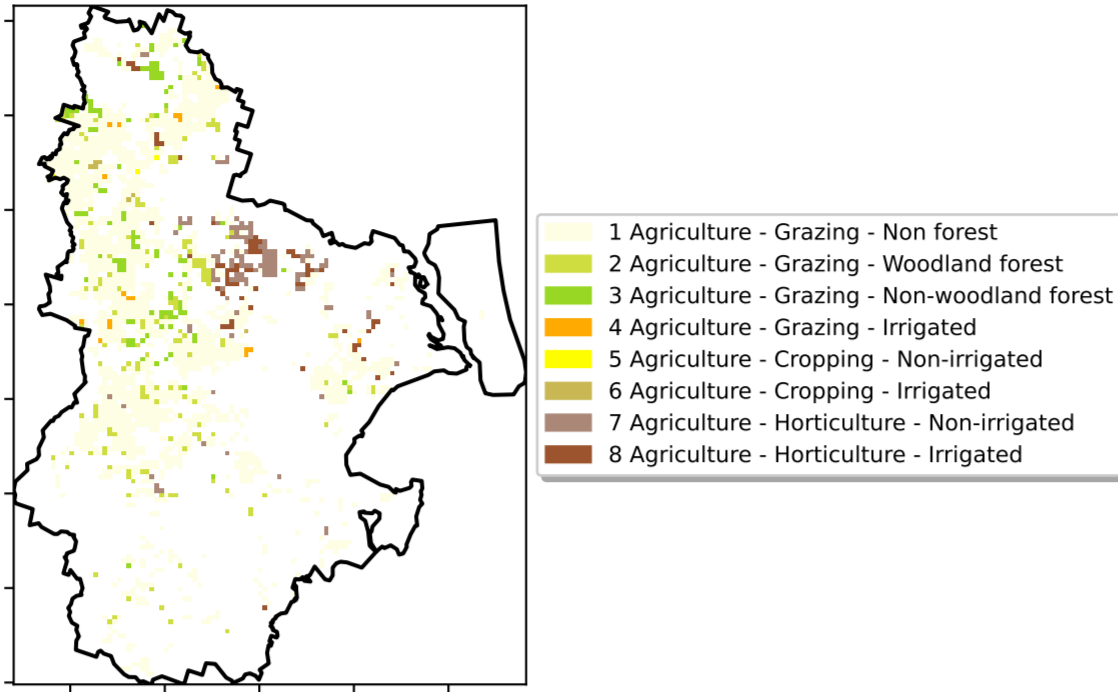 1 Agriculture - Grazing - Non forest
2 Agriculture - Grazing - Woodland forest
3 Agriculture - Grazing - Non-woodland forest
4 Agriculture - Grazing - Irrigated
5 Agriculture - Cropping - Non-irrigated
6 Agriculture - Cropping - Irrigated
7 Agriculture - Horticulture - Non-irrigated
8 Agriculture - Horticulture - Irrigated